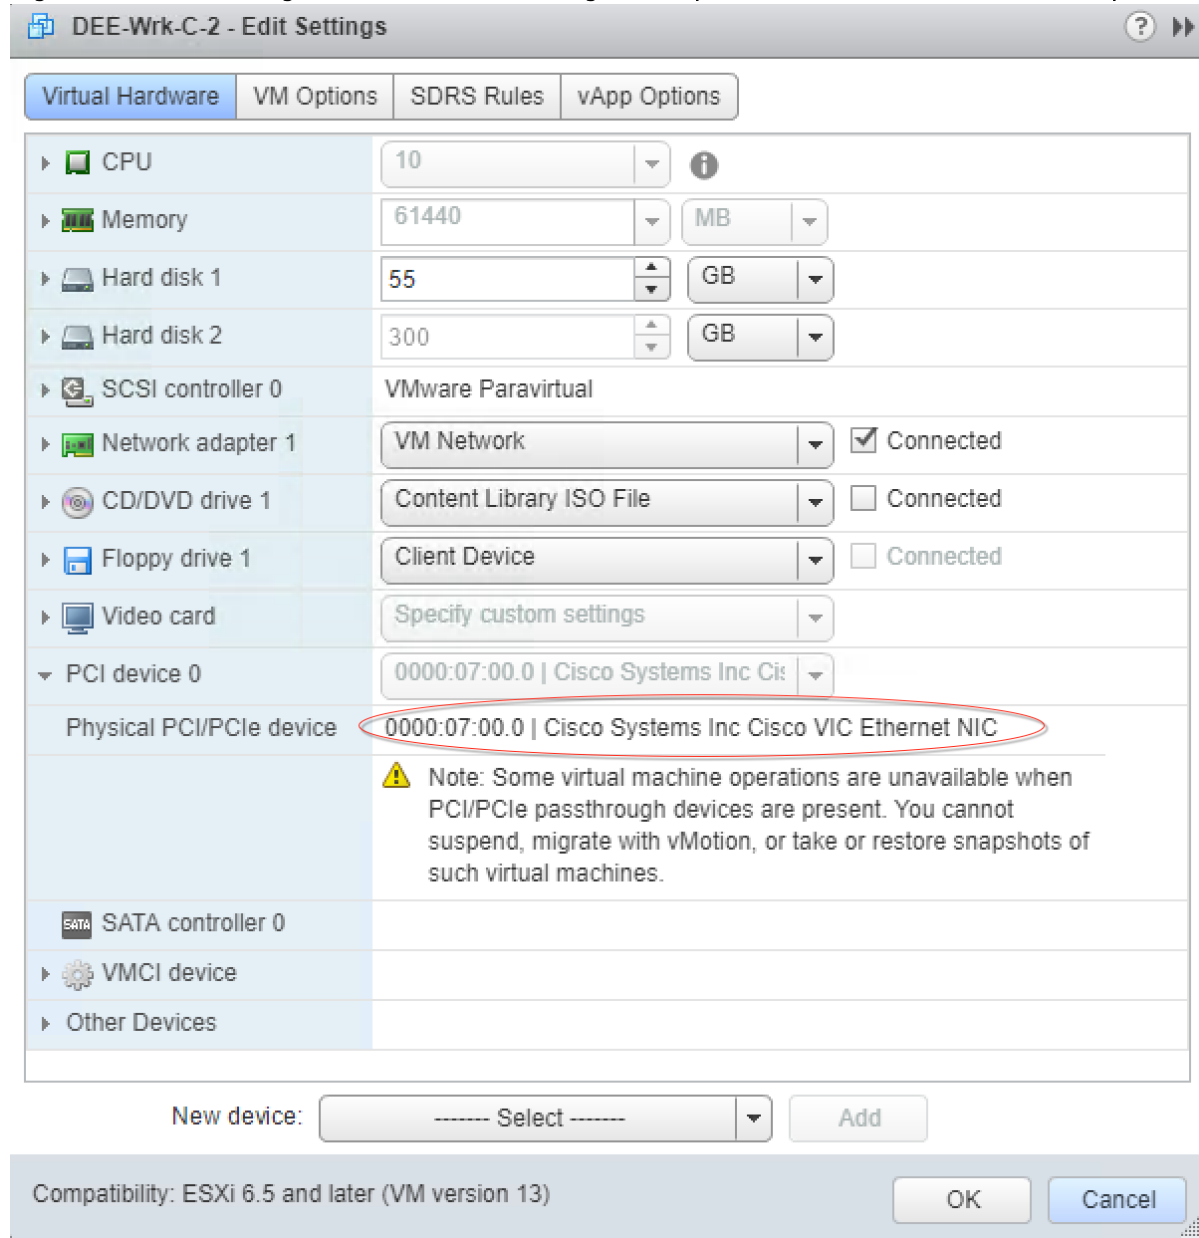 DEE-Wrk-C-2 - Edit Settings
Virtual Hardware VM Options SDRS Rules vApp Options
CPU 10
Memory 61440 MB
Hard disk 1 55 GB
Hard disk 2 300 GB
SCSI controller 0 VMware Paravirtual
Network adapter 1 VM Network Connected
CD/DVD drive 1 Content Library ISO File Connected
Floppy drive 1 Client Device Connected
Video card Specify custom settings
PCI device 0 0000:07:00.0 | Cisco Systems Inc Cis
Physical PCI/PCIe device 0000:07:00.0 | Cisco Systems Inc Cisco VIC Ethernet NIC
Note: Some virtual machine operations are unavailable when
PCI/PCIe passthrough devices are present. You cannot
suspend, migrate with vMotion, or take or restore snapshots of
such virtual machines.
SATA SATA controller 0
VMCI device
Other Devices
New device: ------- Select ------- Add
Compatibility: ESXi 6.5 and later (VM version 13) OK Cancel